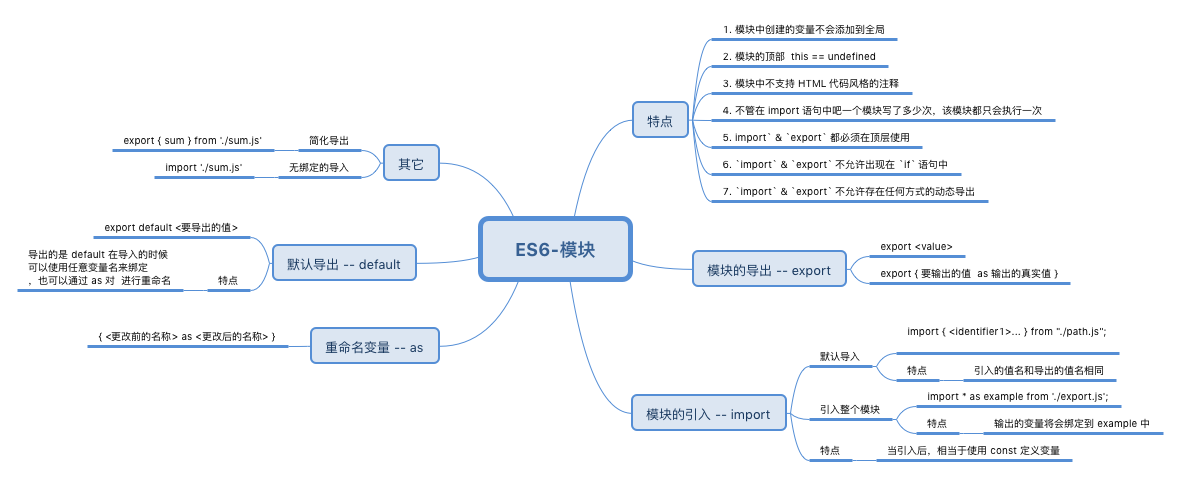 ES6-模块
特点
1. 模块中创建的变量不会添加到全局
2. 模块的顶部 this == undefined
3. 模块中不支持 HTML 代码风格的注释
4. 不管在 import 语句中吧一个模块写了多少次，该模块都只会执行一次
5. import` & `export` 都必须在顶层使用
6. `import` & `export` 不允许出现在 `if` 语句中
7. `import` & `export` 不允许存在任何方式的动态导出
模块的导出 -- export
export <value>
export { 要输出的值 as 输出的真实值 }
模块的引入 -- import
默认导入
import { <identifier1>... } from "./path.js";
特点
引入的值名和导出的值名相同
引入整个模块
import * as example from './export.js';
特点
输出的变量将会绑定到 example 中
特点
当引入后，相当于使用 const 定义变量
其它
简化导出
export { sum } from './sum.js'
无绑定的导入
import './sum.js'
默认导出 -- default
export default <要导出的值>
特点
导出的是 default 在导入的时候
可以使用任意变量名来绑定
，也可以通过 as 对 进行重命名
重命名变量 -- as
{ <更改前的名称> as <更改后的名称> }